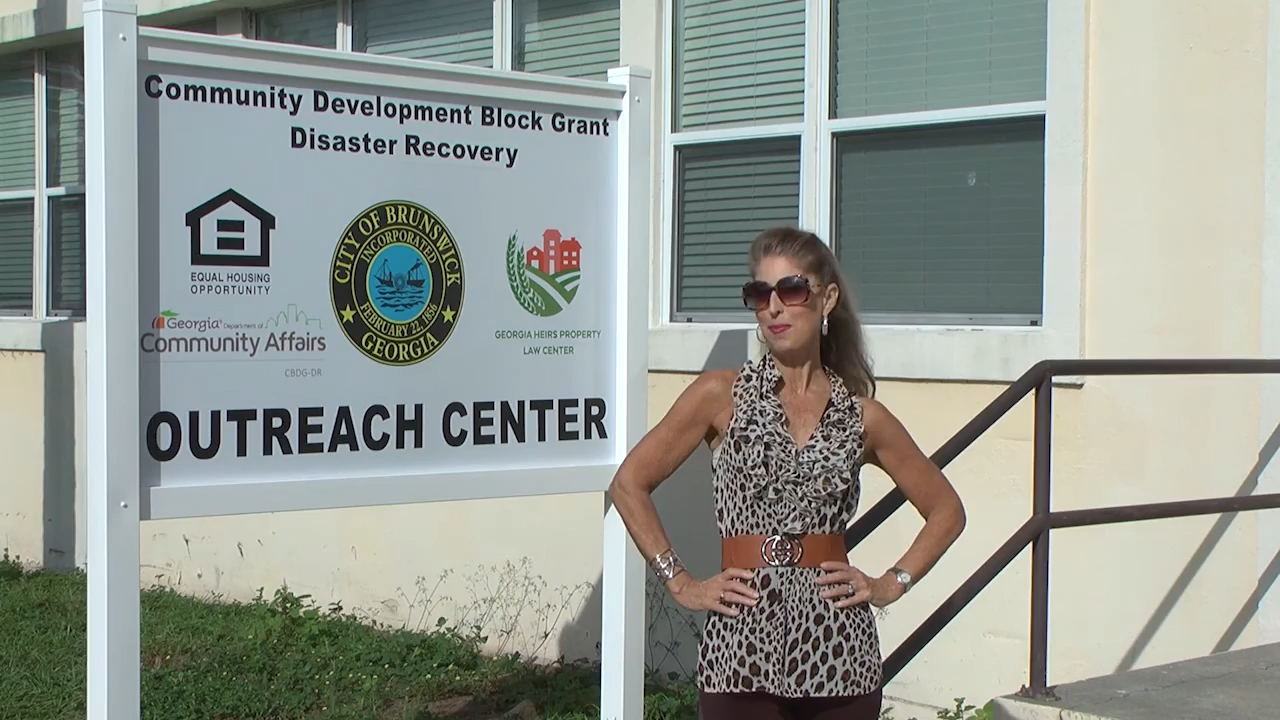 Community Development Block Grant
Disaster Recovery
EQUAL HOUSING
OPPORTUNITY
Georgia® Department of
Community Affairs
CBDG-DR
CITY OF BRUNSWICK
INCORPORATED
FEBRUARY 22, 1856
GEORGIA
GEORGIA HEIRS PROPERTY
LAW CENTER
OUTREACH CENTER